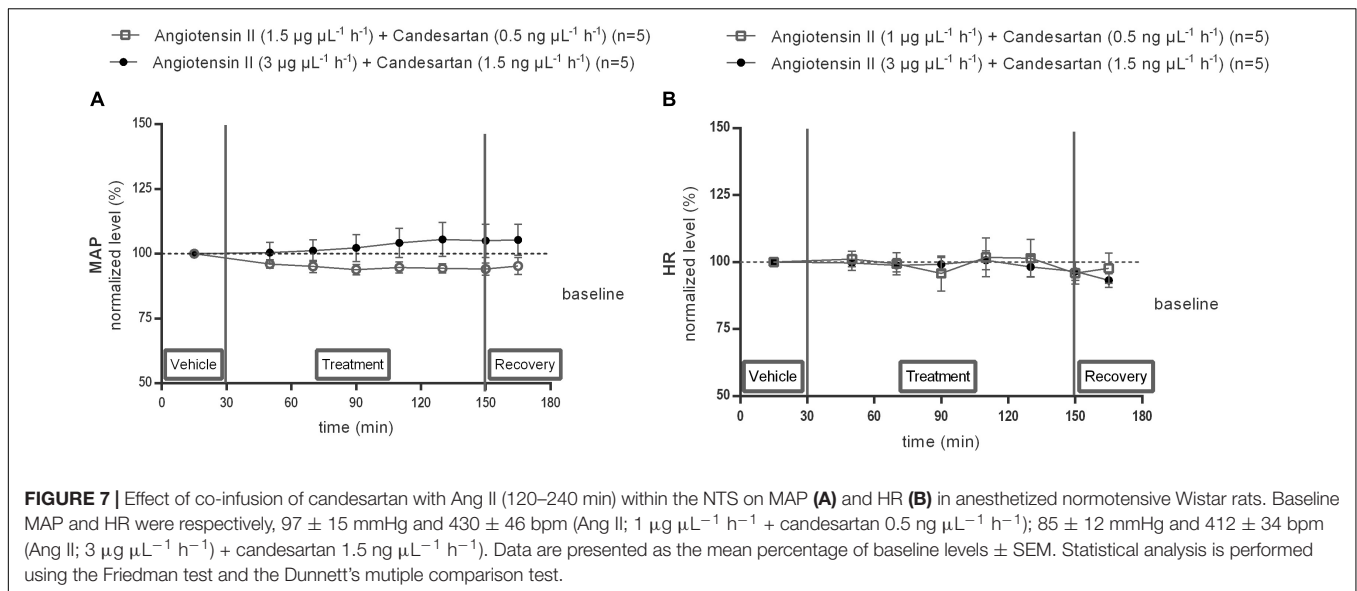 Angiotensin II (1.5 µg µL⁻¹ h⁻¹) + Candesartan (0.5 ng µL⁻¹ h⁻¹) (n=5)
Angiotensin II (3 µg µL⁻¹ h⁻¹) + Candesartan (1.5 ng µL⁻¹ h⁻¹) (n=5)
A
MAP
normalized level (%)
150
125
100
75
50
baseline
Vehicle
Treatment
Recovery
0 30 60 90 120 150 180
time (min)
Angiotensin II (1 µg µL⁻¹ h⁻¹) + Candesartan (0.5 ng µL⁻¹ h⁻¹) (n=5)
Angiotensin II (3 µg µL⁻¹ h⁻¹) + Candesartan (1.5 ng µL⁻¹ h⁻¹) (n=5)
B
HR
normalized level (%)
150
125
100
75
50
baseline
Vehicle
Treatment
Recovery
0 30 60 90 120 150 180
time (min)
FIGURE 7 | Effect of co-infusion of candesartan with Ang II (120–240 min) within the NTS on MAP (A) and HR (B) in anesthetized normotensive Wistar rats. Baseline
MAP and HR were respectively, 97 ± 15 mmHg and 430 ± 46 bpm (Ang II; 1 µg µL⁻¹ h⁻¹ + candesartan 0.5 ng µL⁻¹ h⁻¹); 85 ± 12 mmHg and 412 ± 34 bpm
(Ang II; 3 µg µL⁻¹ h⁻¹) + candesartan 1.5 ng µL⁻¹ h⁻¹). Data are presented as the mean percentage of baseline levels ± SEM. Statistical analysis is performed
using the Friedman test and the Dunnett's mutiple comparison test.